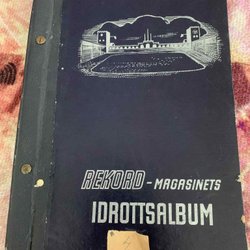 REKORD - MAGASINETS
IDROTTSALBUM